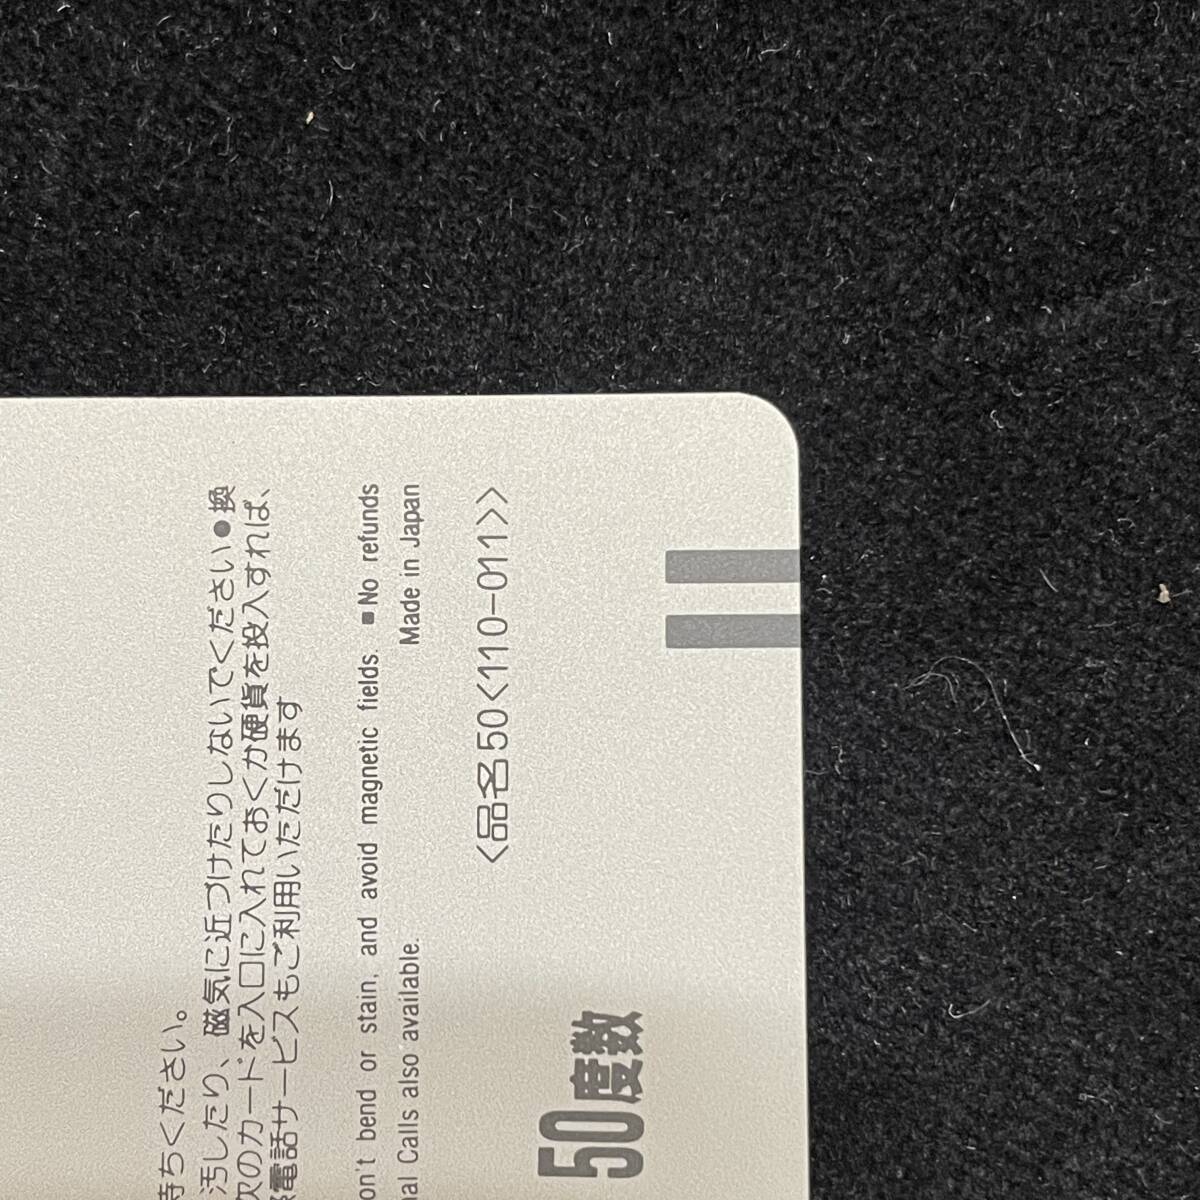 待ちください。
汚したり、磁気に近づけたりしないでください●換
次のカードを入口に入れておくか硬貨を投入すれば、
電話サービスもご利用いただけます
on't bend or stain, and avoid magnetic fields. ■No refunds
al Calls also available. Made in Japan
<品名50<110-011>>
50度数